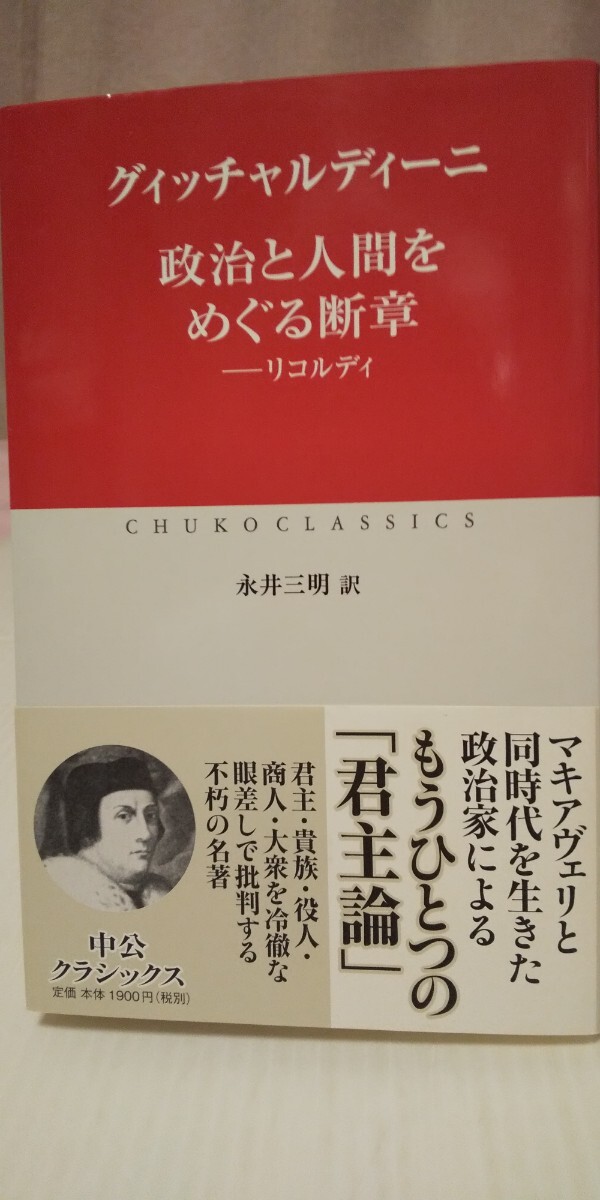 グィッチャルディーニ
政治と人間を
めぐる断章
──リコルディ
CHUKOCLASSICS
永井三明 訳
マキアヴェリと
同時代を生きた
政治家による
もうひとつの
「君主論」
君主・貴族・役人・
商人・大衆を冷徹な
眼差しで批判する
不朽の名著
中公
クラシックス
定価 本体1900円(税別)